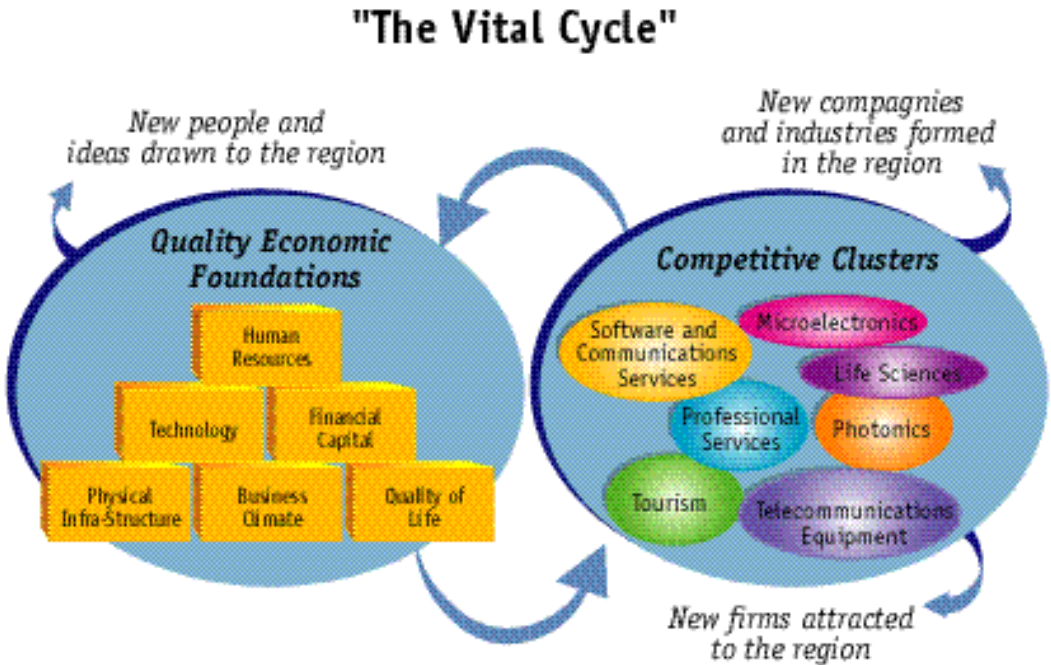 "The Vital Cycle"
New people and
ideas drawn to the region
New compagnies
and industries formed
in the region
Quality Economic
Foundations
Human
Resources
Technology
Financial
Capital
Physical
Infra-Structure
Business
Climate
Quality of
Life
Competitive Clusters
Software and
Communications
Services
Microelectronics
Life Sciences
Professional
Services
Photonics
Tourism
Telecommunications
Equipment
New firms attracted
to the region